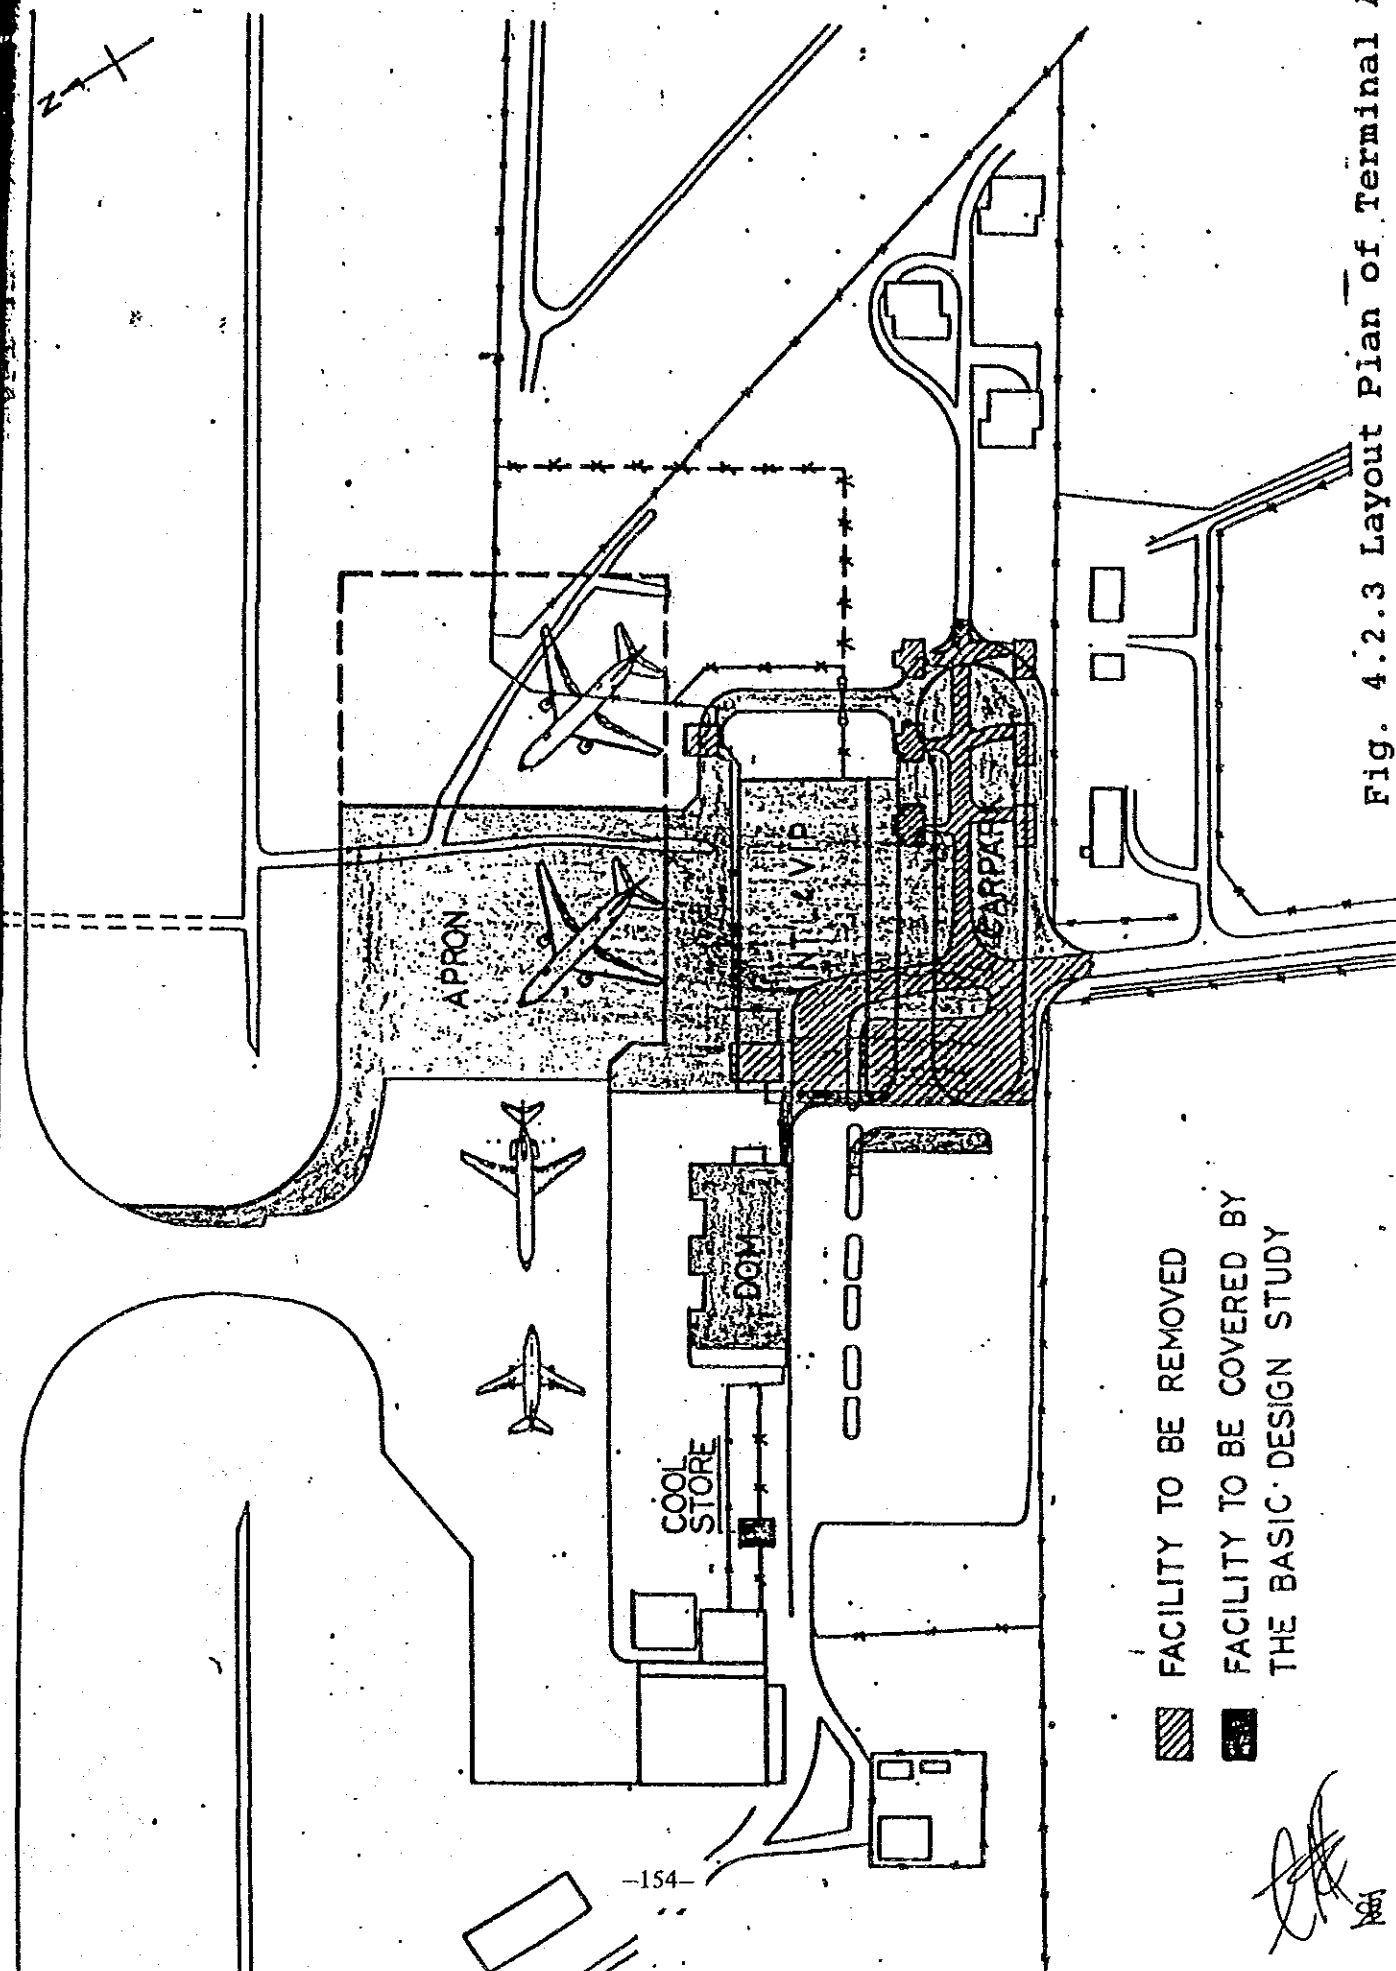 N
APRON
INT'L & VIP
CARPARK
DOM
COOL
STORE
FACILITY TO BE REMOVED
FACILITY TO BE COVERED BY
THE BASIC DESIGN STUDY
Fig. 4.2.3 Layout Plan of Terminal
–154–